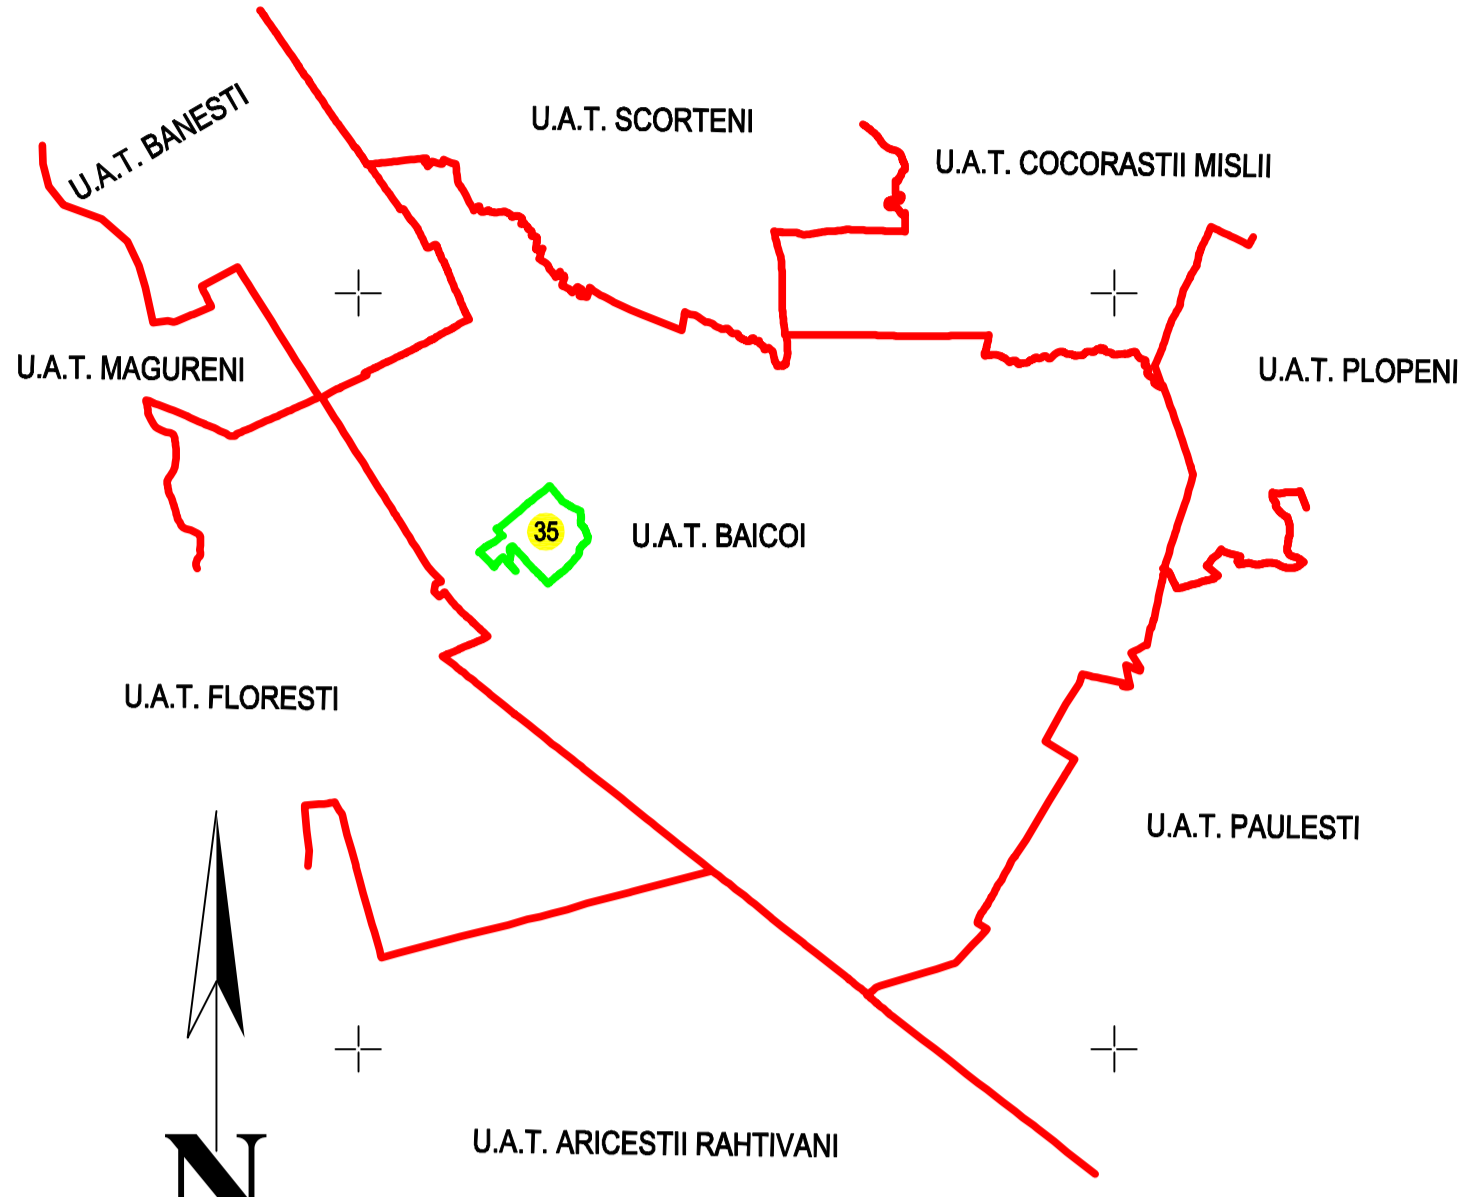 U.A.T. BANESTI
U.A.T. SCORTENI
U.A.T. COCORASTII MISLII
U.A.T. MAGURENI
U.A.T. PLOPENI
35
U.A.T. BAICOI
U.A.T. FLORESTI
U.A.T. PAULESTI
U.A.T. ARICESTII RAHTIVANI
N